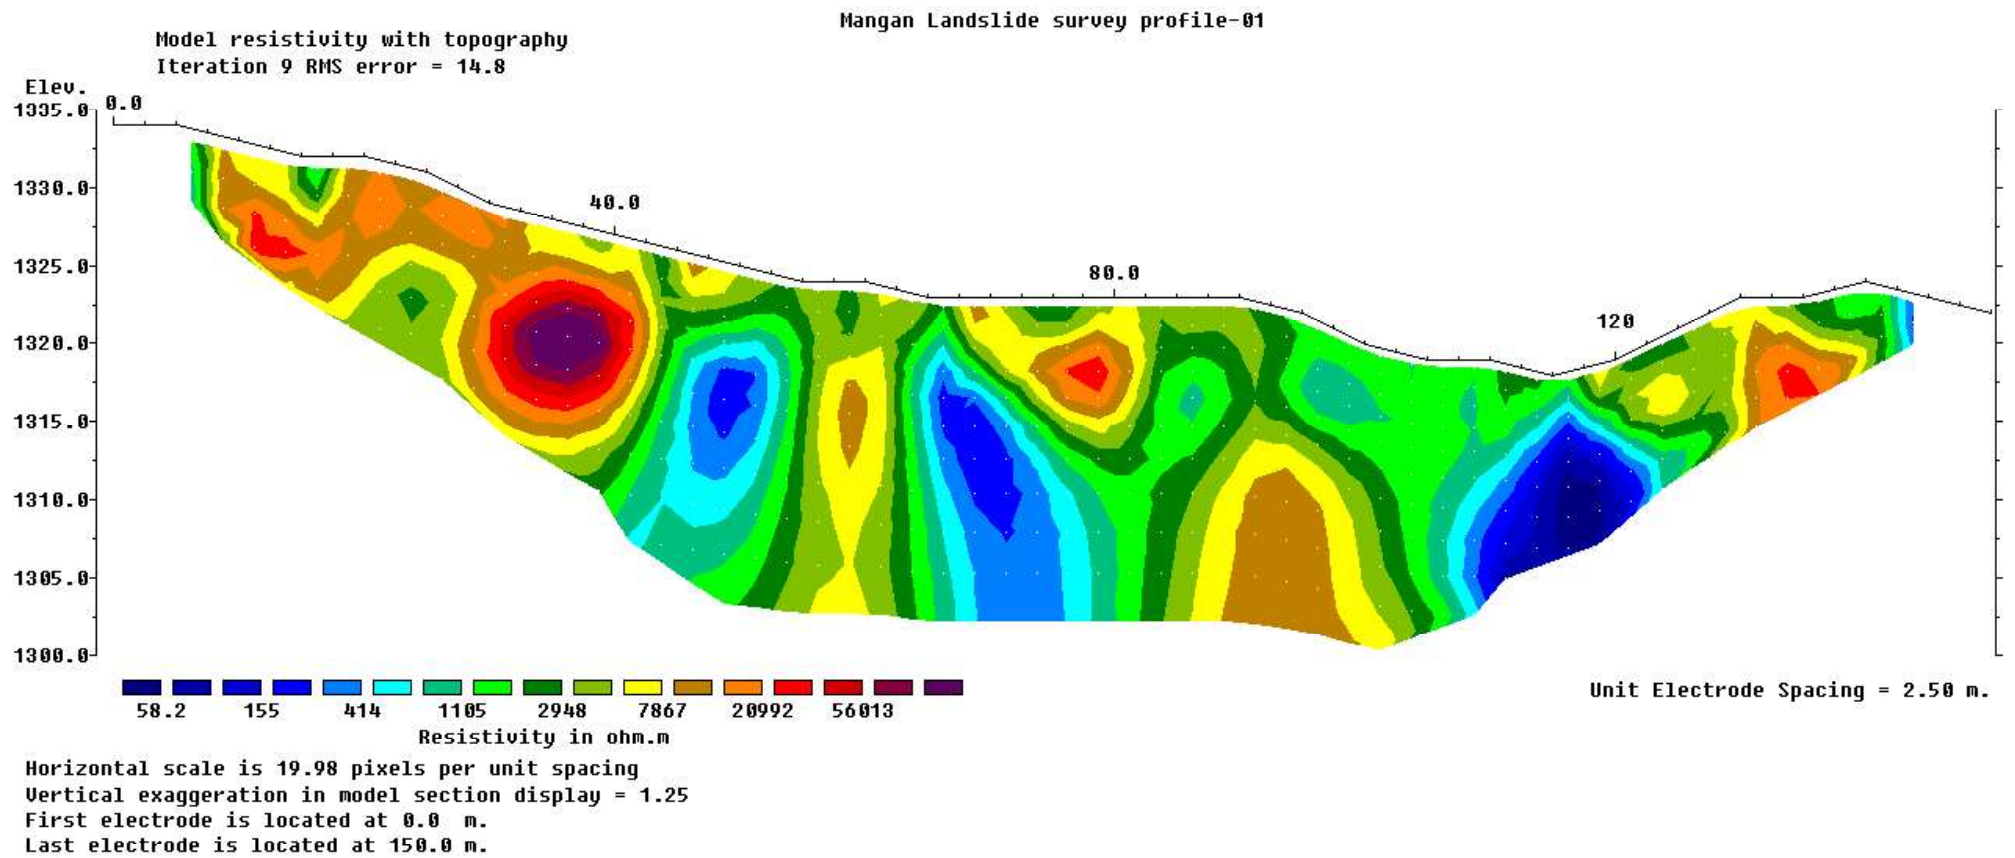 Mangan Landslide survey profile-01
Model resistivity with topography
Iteration 9 RMS error = 14.8
Elev.
1335.0 0.0
1330.0
40.0
1325.0
80.0
1320.0
120
1315.0
1310.0
1305.0
1300.0
Unit Electrode Spacing = 2.50 m.
58.2 155 414 1105 2948 7867 20992 56013
Resistivity in ohm.m
Horizontal scale is 19.98 pixels per unit spacing
Vertical exaggeration in model section display = 1.25
First electrode is located at 0.0 m.
Last electrode is located at 150.0 m.